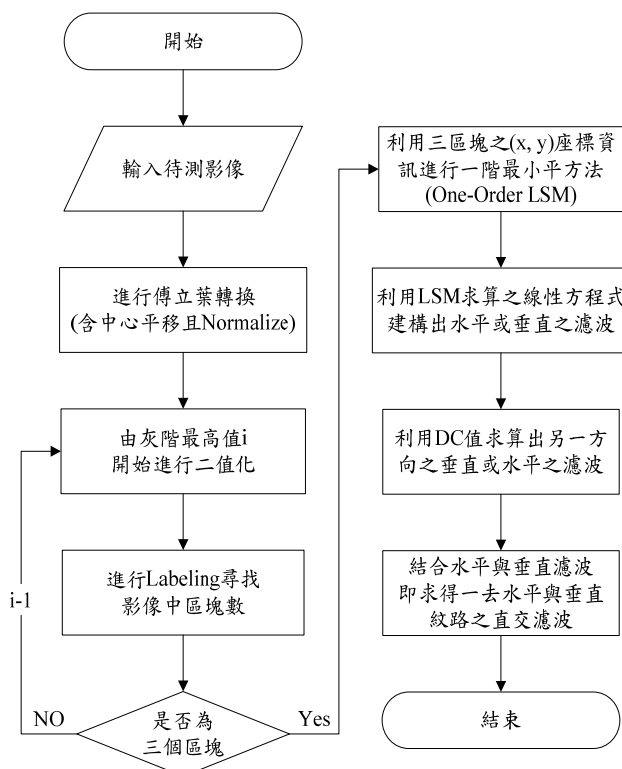 開始
輸入待測影像
進行傅立葉轉換
(含中心平移且Normalize)
由灰階最高值i
開始進行二值化
進行Labeling尋找
影像中區塊數
i-1
NO
是否為
三個區塊
Yes
利用三區塊之(x, y)座標資
訊進行一階最小平方法
(One-Order LSM)
利用LSM求算之線性方程式
建構出水平或垂直之濾波
利用DC值求算出另一方
向之垂直或水平之濾波
結合水平與垂直濾波
即求得一去水平與垂直
紋路之直交濾波
結束